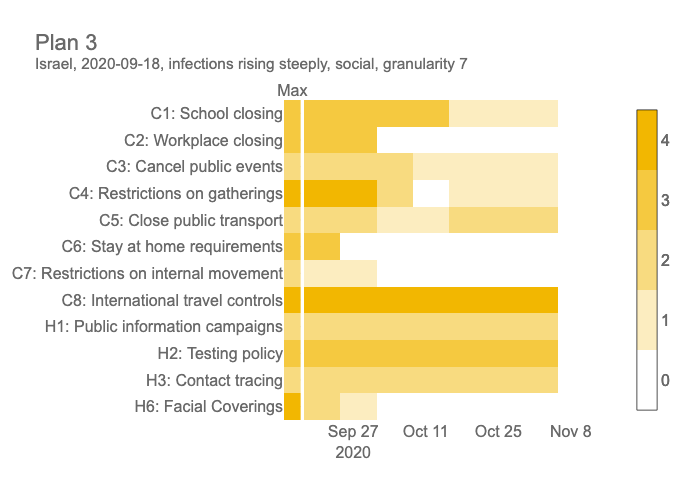 Plan 3
Israel, 2020-09-18, infections rising steeply, social, granularity 7
Max
C1: School closing
C2: Workplace closing
C3: Cancel public events
C4: Restrictions on gatherings
C5: Close public transport
C6: Stay at home requirements
C7: Restrictions on internal movement
C8: International travel controls
H1: Public information campaigns
H2: Testing policy
H3: Contact tracing
H6: Facial Coverings
Sep 27 Oct 11 Oct 25 Nov 8
2020
4
3
2
1
0